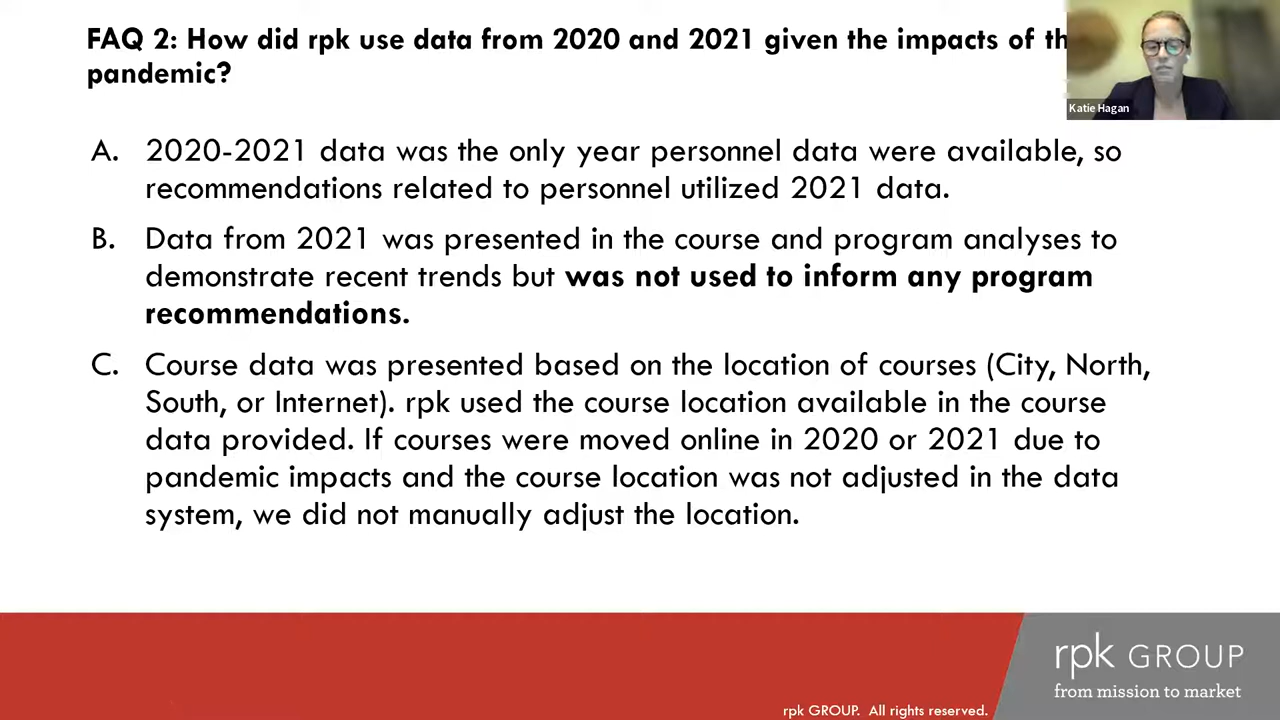 FAQ 2: How did rpk use data from 2020 and 2021 given the impacts of th
pandemic?
Katie Hagan
A. 2020-2021 data was the only year personnel data were available, so
recommendations related to personnel utilized 2021 data.
B. Data from 2021 was presented in the course and program analyses to
demonstrate recent trends but was not used to inform any program
recommendations.
C. Course data was presented based on the location of courses (City, North,
South, or Internet). rpk used the course location available in the course
data provided. If courses were moved online in 2020 or 2021 due to
pandemic impacts and the course location was not adjusted in the data
system, we did not manually adjust the location.
rpk GROUP
from mission to market
rpk GROUP. All rights reserved.